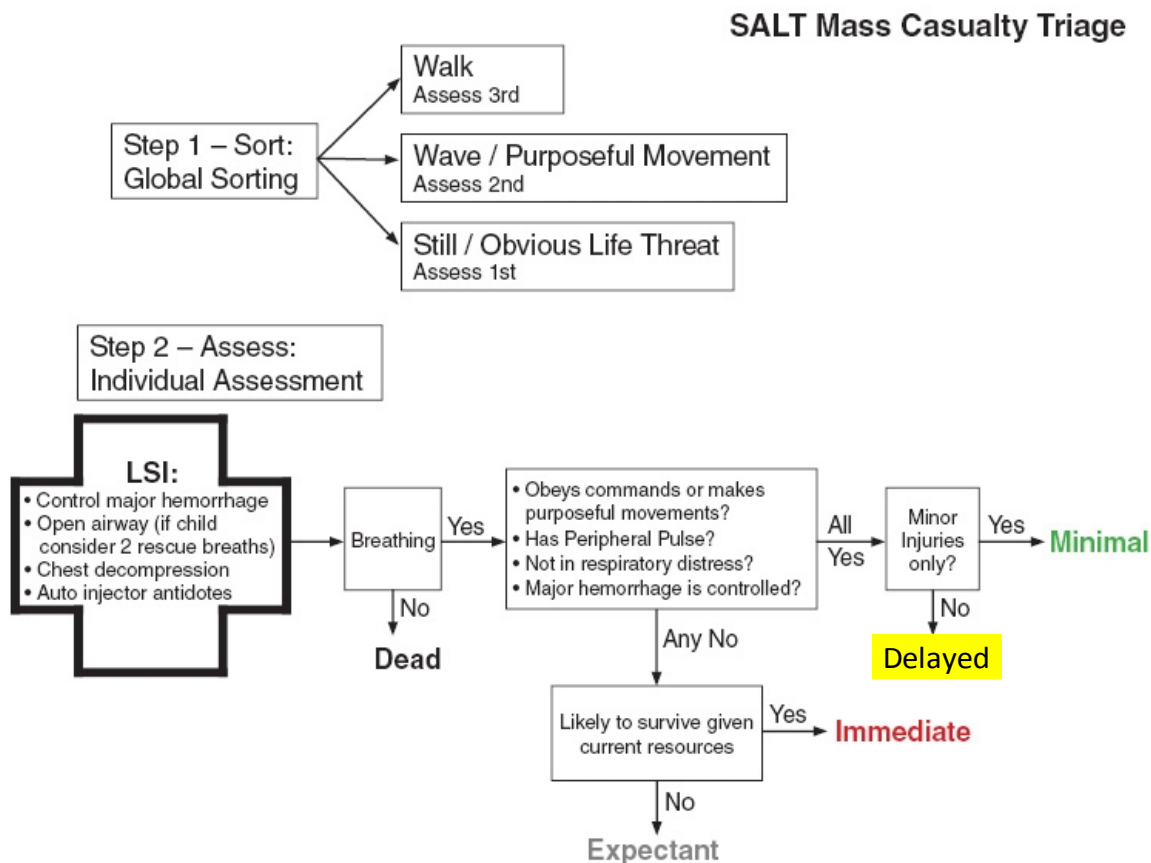 SALT Mass Casualty Triage
Step 1 – Sort:
Global Sorting
Walk
Assess 3rd
Wave / Purposeful Movement
Assess 2nd
Still / Obvious Life Threat
Assess 1st
Step 2 – Assess:
Individual Assessment
LSI:
• Control major hemorrhage
• Open airway (if child
consider 2 rescue breaths)
• Chest decompression
• Auto injector antidotes
Breathing
Yes
No
Dead
• Obeys commands or makes
purposeful movements?
• Has Peripheral Pulse?
• Not in respiratory distress?
• Major hemorrhage is controlled?
All
Yes
Minor
Injuries
only?
Yes
Minimal
No
Delayed
Any No
Likely to survive given
current resources
Yes
Immediate
No
Expectant